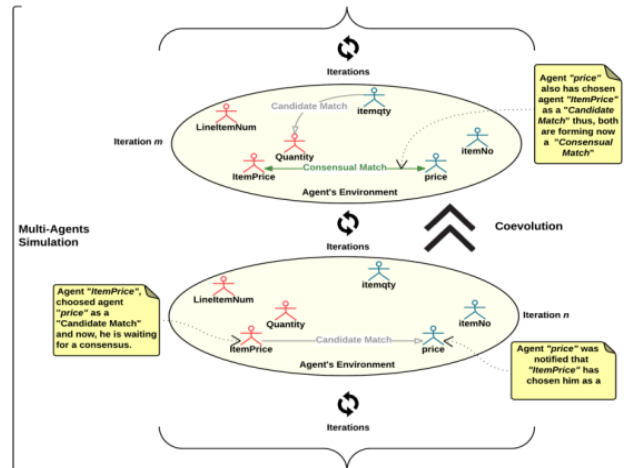 Iterations
Candidate Match
itemqty
LineItemNum
Quantity
itemNo
Iteration m
ItemPrice
Consensual Match
price
Agent's Environment
Agent "price"
also has chosen
agent "ItemPrice"
as a "Candidate
Match" thus, both
are forming now
a "Consensual
Match"
Multi-Agents
Simulation
Iterations
Coevolution
itemqty
LineItemNum
Quantity
itemNo
Iteration n
ItemPrice
Candidate Match
price
Agent's Environment
Agent "ItemPrice",
choosed agent
"price" as a
"Candidate Match"
and now, he is waiting
for a consensus.
Agent "price" was
notified that
"ItemPrice" has
chosen him as a
Iterations